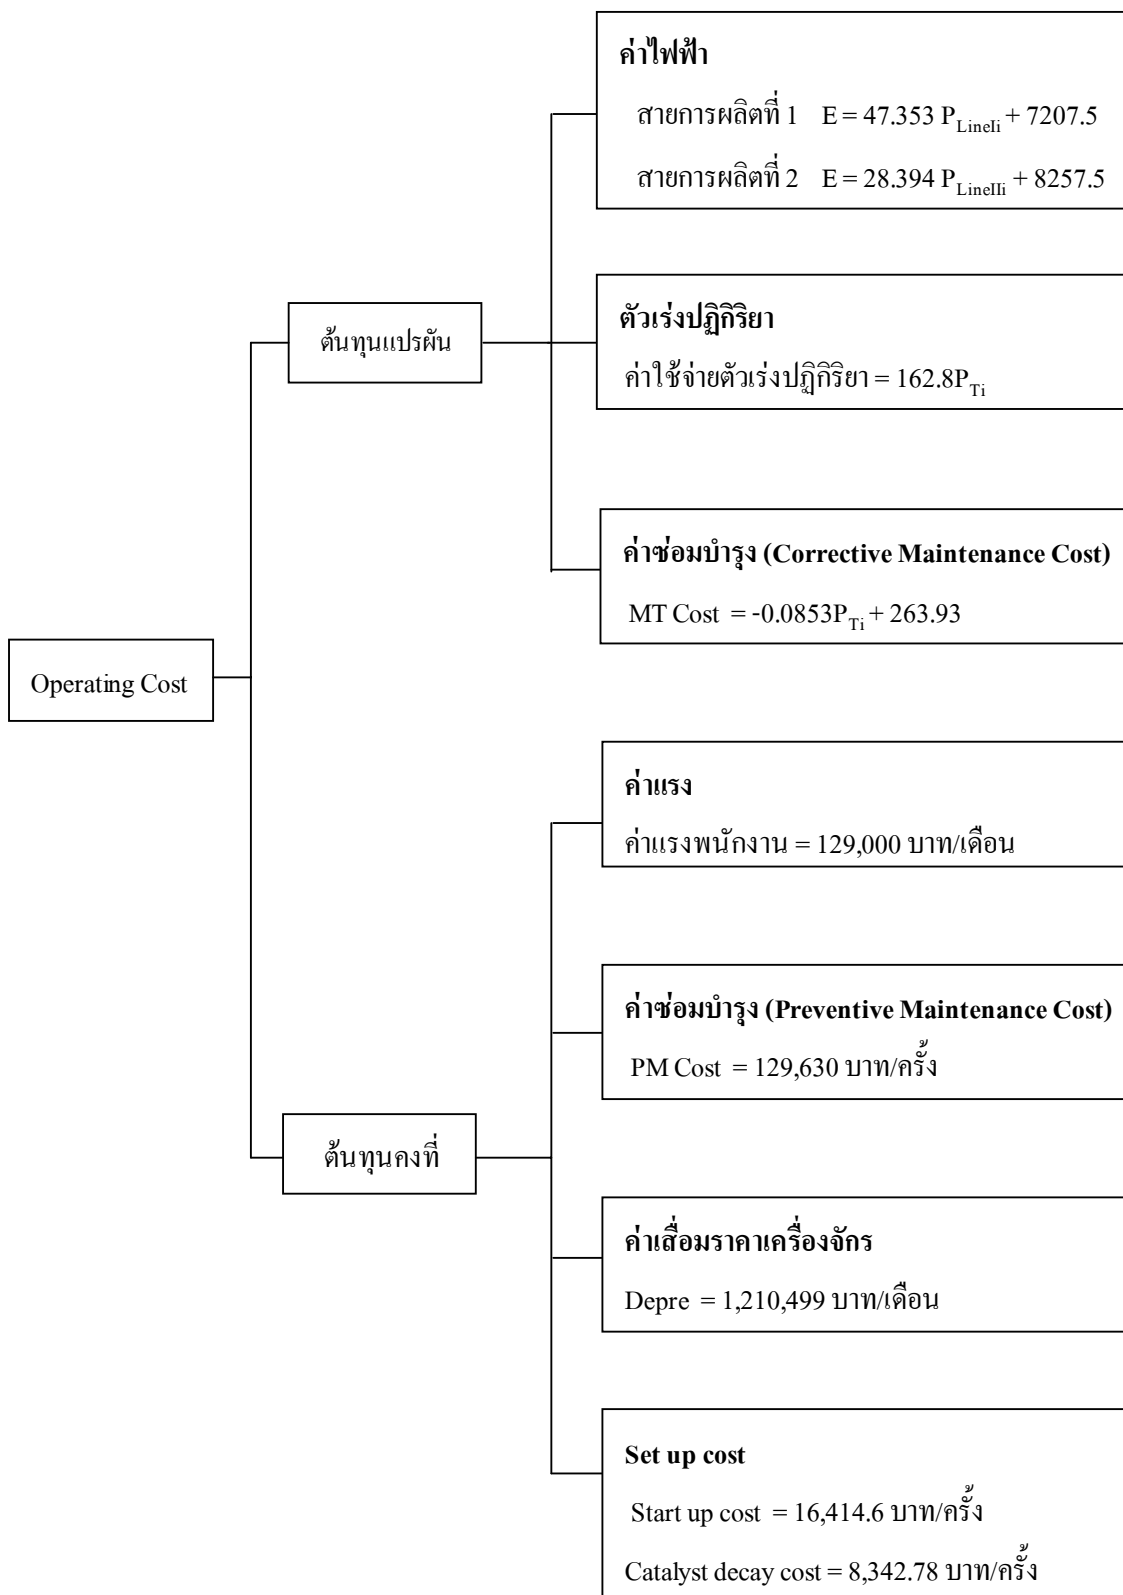 ค่าไฟฟ้า
สายการผลิตที่ 1 E = 47.353 P_LineIi + 7207.5
สายการผลิตที่ 2 E = 28.394 P_LineIIi + 8257.5
ตัวเร่งปฏิกิริยา
ค่าใช้จ่ายตัวเร่งปฏิกิริยา = 162.8P_Ti
ต้นทุนแปรผัน
ค่าซ่อมบำรุง (Corrective Maintenance Cost)
MT Cost = -0.0853P_Ti + 263.93
Operating Cost
ค่าแรง
ค่าแรงพนักงาน = 129,000 บาท/เดือน
ค่าซ่อมบำรุง (Preventive Maintenance Cost)
PM Cost = 129,630 บาท/ครั้ง
ต้นทุนคงที่
ค่าเสื่อมราคาเครื่องจักร
Depre = 1,210,499 บาท/เดือน
Set up cost
Start up cost = 16,414.6 บาท/ครั้ง
Catalyst decay cost = 8,342.78 บาท/ครั้ง